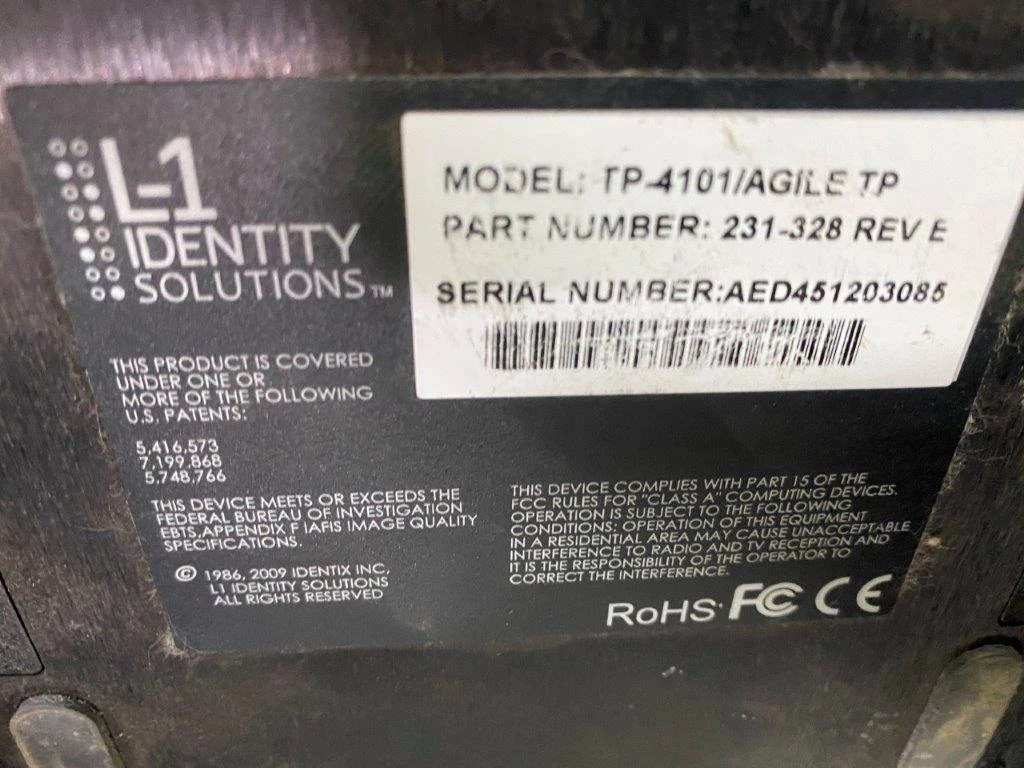 L-1
IDENTITY
SOLUTIONS TM
MODEL: TP-4101/AGILE TP
PART NUMBER: 231-328 REV E
SERIAL NUMBER:AED451203085
THIS PRODUCT IS COVERED
UNDER ONE OR
MORE OF THE FOLLOWING
U.S. PATENTS:
5,416,573
7,199,868
5,748,766
THIS DEVICE MEETS OR EXCEEDS THE
FEDERAL BUREAU OF INVESTIGATION
EBTS,APPENDIX F IAFIS IMAGE QUALITY
SPECIFICATIONS.
© 1986, 2009 IDENTIX INC,
L1 IDENTITY SOLUTIONS
ALL RIGHTS RESERVED
THIS DEVICE COMPLIES WITH PART 15 OF THE
FCC RULES FOR "CLASS A" COMPUTING DEVICES.
OPERATION IS SUBJECT TO THE FOLLOWING
CONDITIONS: OPERATION OF THIS EQUIPMENT
IN A RESIDENTIAL AREA MAY CAUSE UNACCEPTABLE
INTERFERENCE TO RADIO AND TV RECEPTION AND
IT IS THE RESPONSIBILITY OF THE OPERATOR TO
CORRECT THE INTERFERENCE.
RoHS FC CE